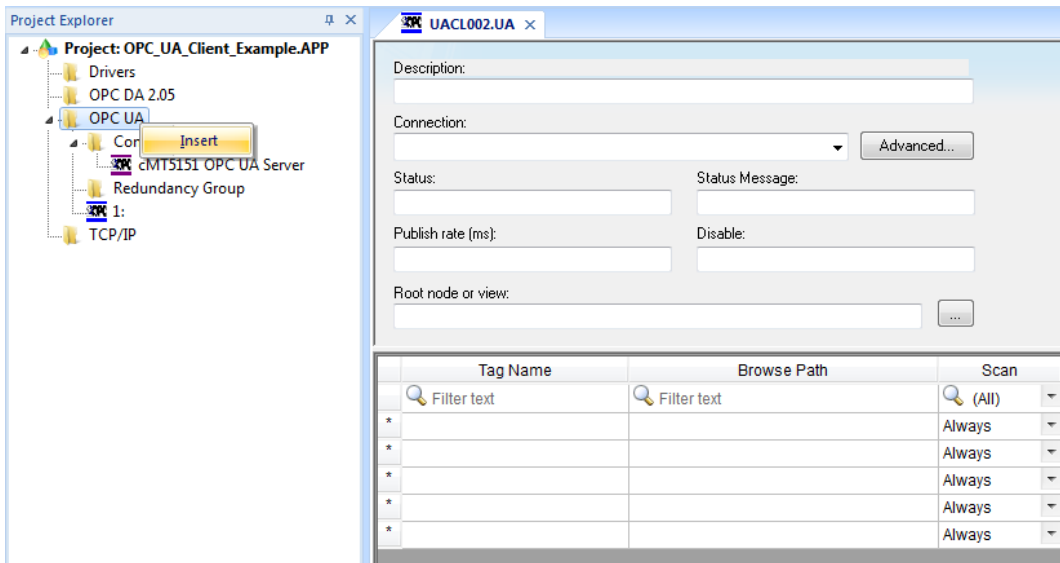 Project Explorer
Project: OPC_UA_Client_Example.APP
Drivers
OPC DA 2.05
OPC UA
Insert
Con
cMT5151 OPC UA Server
Redundancy Group
1:
TCP/IP
UACL002.UA
Description:
Connection:
Advanced...
Status: Status Message:
Publish rate (ms): Disable:
Root node or view:
...
Tag Name Browse Path Scan
Filter text Filter text (All)
* Always
* Always
* Always
* Always
* Always